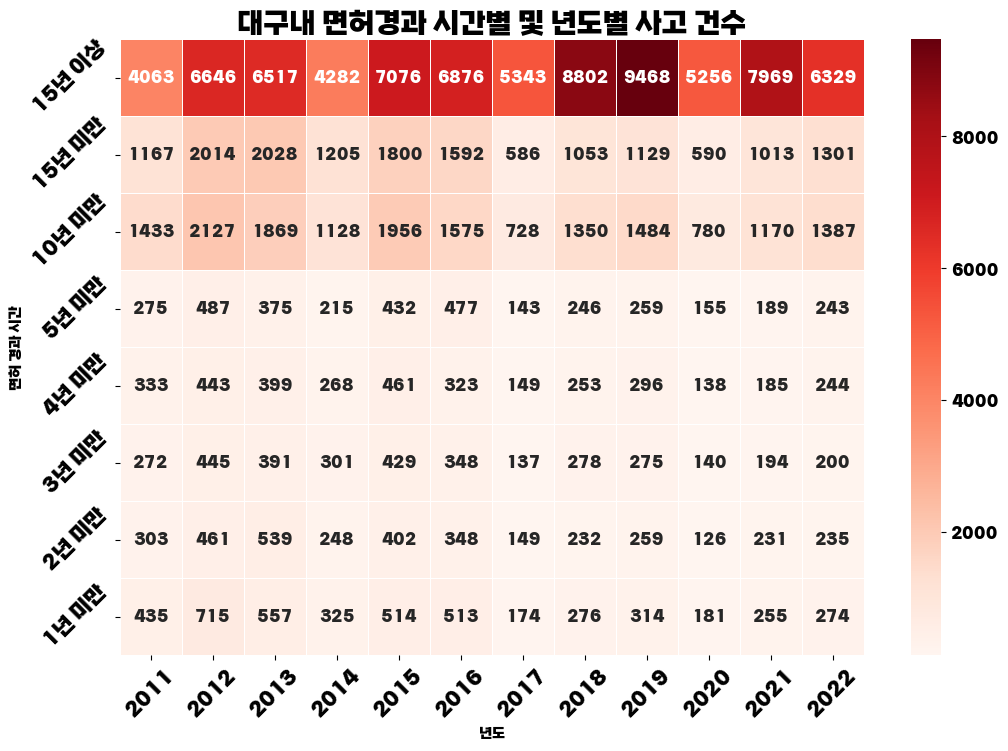 대구내 면허경과 시간별 및 년도별 사고 건수
15년 이상 4063 6646 6517 4282 7076 6876 5343 8802 9468 5256 7969 6329
15년 미만 1167 2014 2028 1205 1800 1592 586 1053 1129 590 1013 1301
10년 미만 1433 2127 1869 1128 1956 1575 728 1350 1484 780 1170 1387
5년 미만 275 487 375 215 432 477 143 246 259 155 189 243
4년 미만 333 443 399 268 461 323 149 253 296 138 185 244
3년 미만 272 445 391 301 429 348 137 278 275 140 194 200
2년 미만 303 461 539 248 402 348 149 232 259 126 231 235
1년 미만 435 715 557 325 514 513 174 276 314 181 255 274
2011 2012 2013 2014 2015 2016 2017 2018 2019 2020 2021 2022
년도
면허 경과 시간
8000
6000
4000
2000